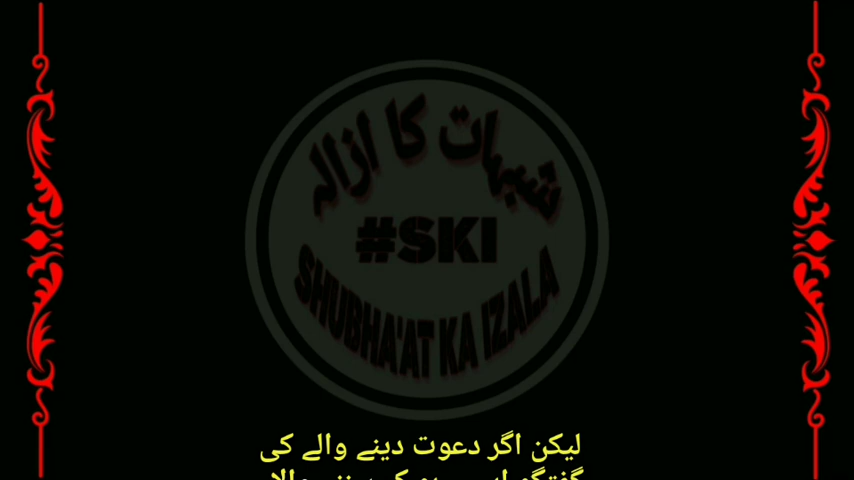 شبہات کا ازالہ
#SKI
SHUBHA'AT KA IZALA
لیکن اگر دعوت دینے والے کی